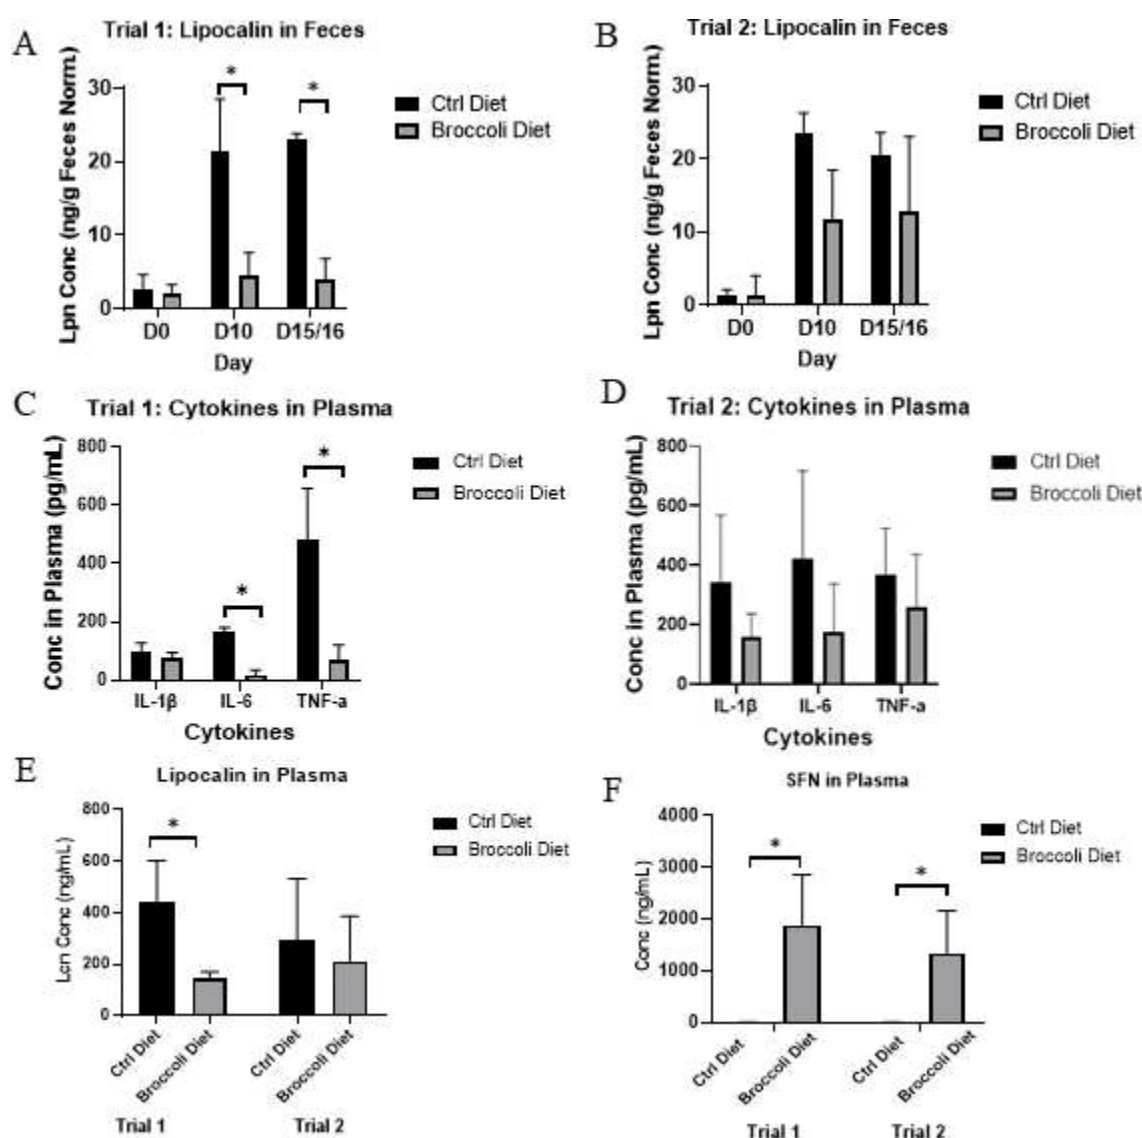 A
Trial 1: Lipocalin in Feces
Lpn Conc (ng/g Feces Norm.)
30
20
10
0
*
*
Ctrl Diet
Broccoli Diet
D0
D10
D15/16
Day
B
Trial 2: Lipocalin in Feces
Lpn Conc (ng/g Feces Norm.)
30
20
10
0
Ctrl Diet
Broccoli Diet
D0
D10
D15/16
Day
C
Trial 1: Cytokines in Plasma
Conc in Plasma (pg/mL)
800
600
400
200
0
*
*
Ctrl Diet
Broccoli Diet
IL-1β
IL-6
TNF-a
Cytokines
D
Trial 2: Cytokines in Plasma
Conc in Plasma (pg/mL)
800
600
400
200
0
Ctrl Diet
Broccoli Diet
IL-1β
IL-6
TNF-a
Cytokines
E
Lipocalin in Plasma
Lcn Conc (ng/mL)
800
600
400
200
0
*
Ctrl Diet
Broccoli Diet
Ctrl Diet
Broccoli Diet
Ctrl Diet
Broccoli Diet
Trial 1
Trial 2
F
SFN in Plasma
Conc (ng/mL)
4000
3000
2000
1000
0
*
*
Ctrl Diet
Broccoli Diet
Ctrl Diet
Broccoli Diet
Ctrl Diet
Broccoli Diet
Trial 1
Trial 2